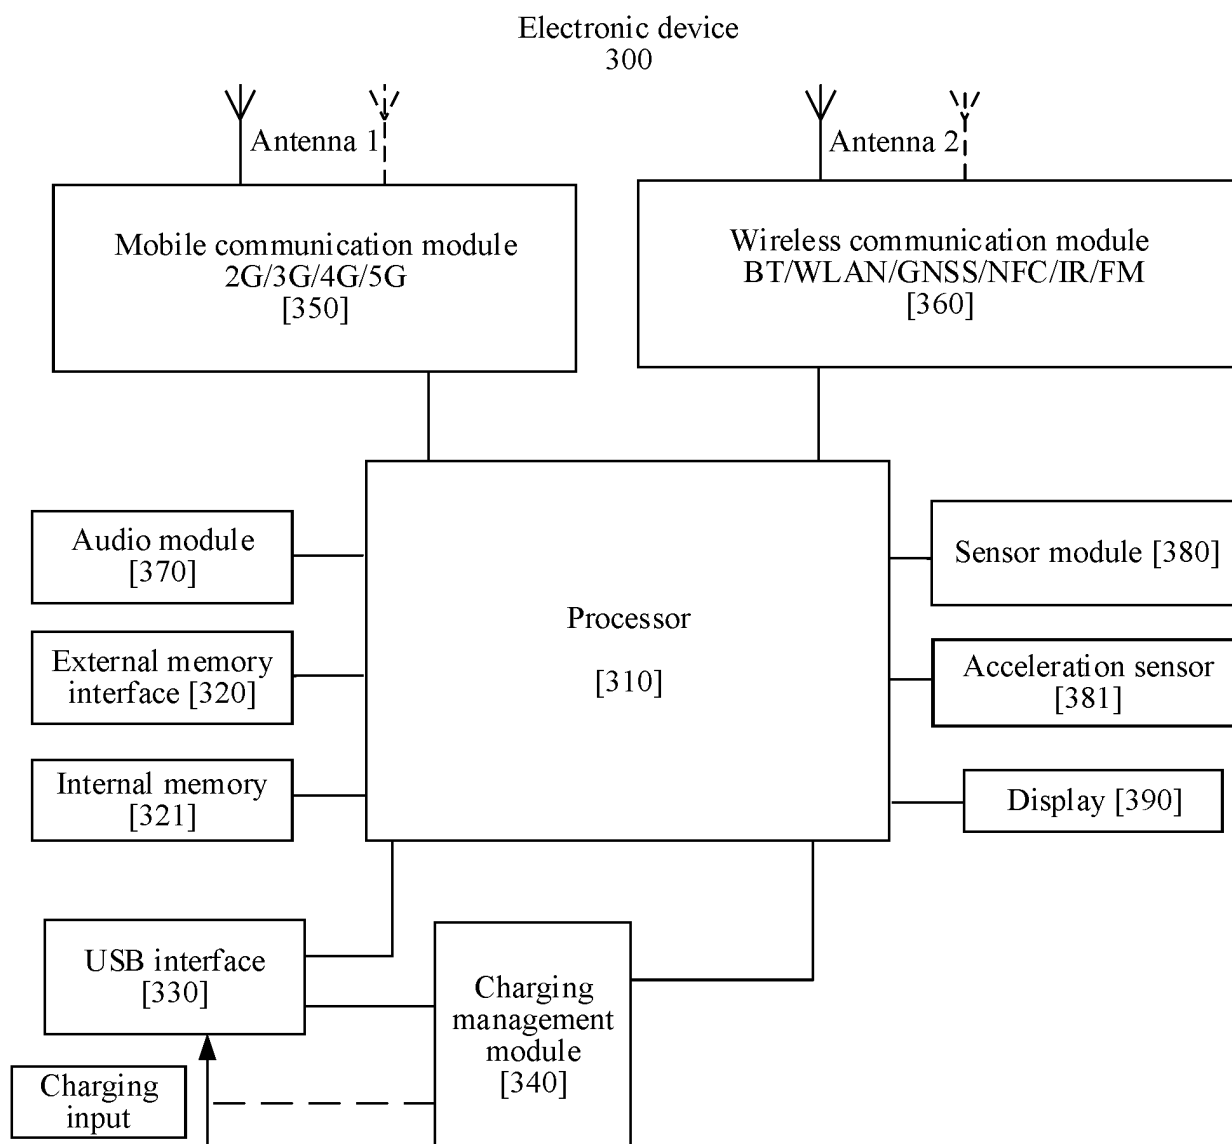 Electronic device
300
Antenna 1
Antenna 2
Mobile communication module
2G/3G/4G/5G
[350]
Wireless communication module
BT/WLAN/GNSS/NFC/IR/FM
[360]
Audio module
[370]
External memory
interface [320]
Internal memory
[321]
Processor
[310]
Sensor module [380]
Acceleration sensor
[381]
Display [390]
USB interface
[330]
Charging
management
module
[340]
Charging
input